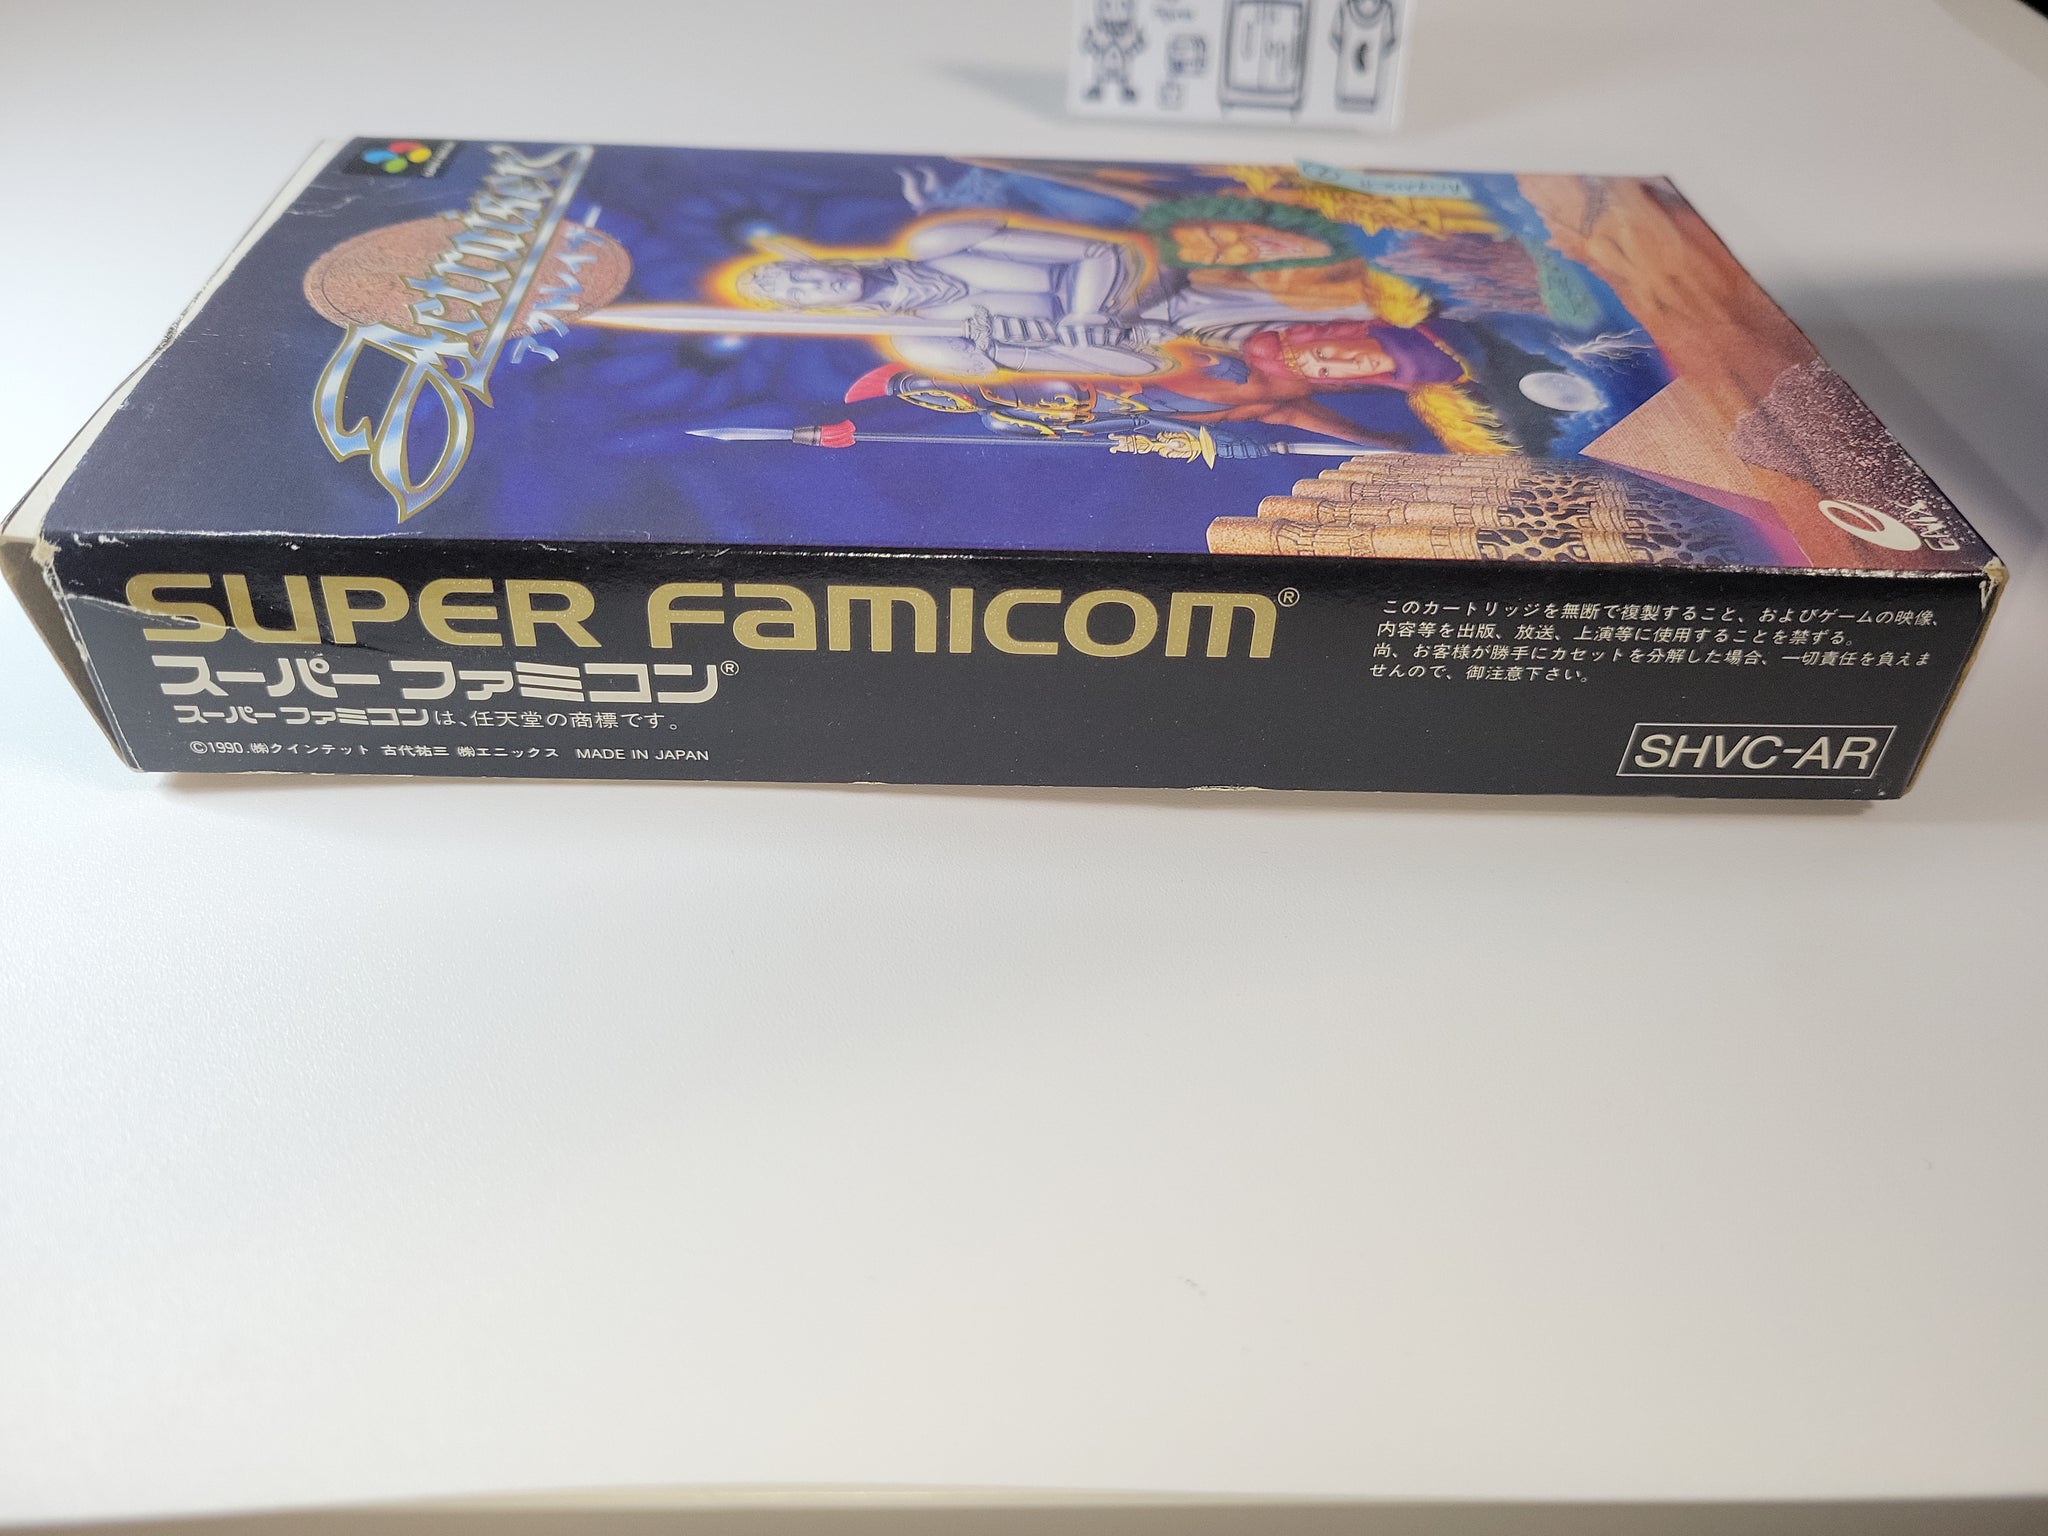 Actraiser
アクトレイザー
ENIX
SUPER FAMICOM®
スーパーファミコン®
スーパーファミコンは、任天堂の商標です。
©1990.㈱クインテット 古代祐三 ㈱エニックス MADE IN JAPAN
このカートリッジを無断で複製すること、およびゲームの映像、
内容等を出版、放送、上演等に使用することを禁ずる。
尚、お客様が勝手にカセットを分解した場合、一切責任を負えま
せんので、御注意下さい。
SHVC-AR